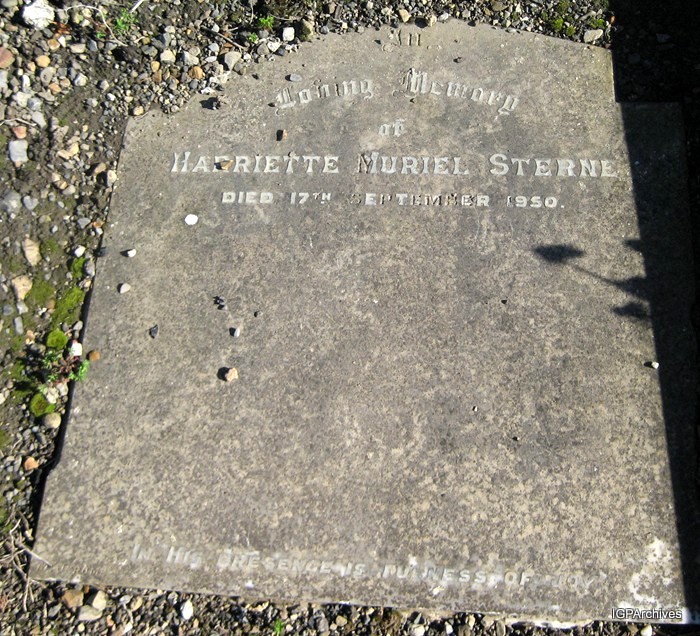 In
Loving Memory
of
HARRIETTE MURIEL STERNE
DIED 17TH SEPTEMBER 1950.
IN HIS PRESENCE IS FULNESS OF JOY
IGPArchives